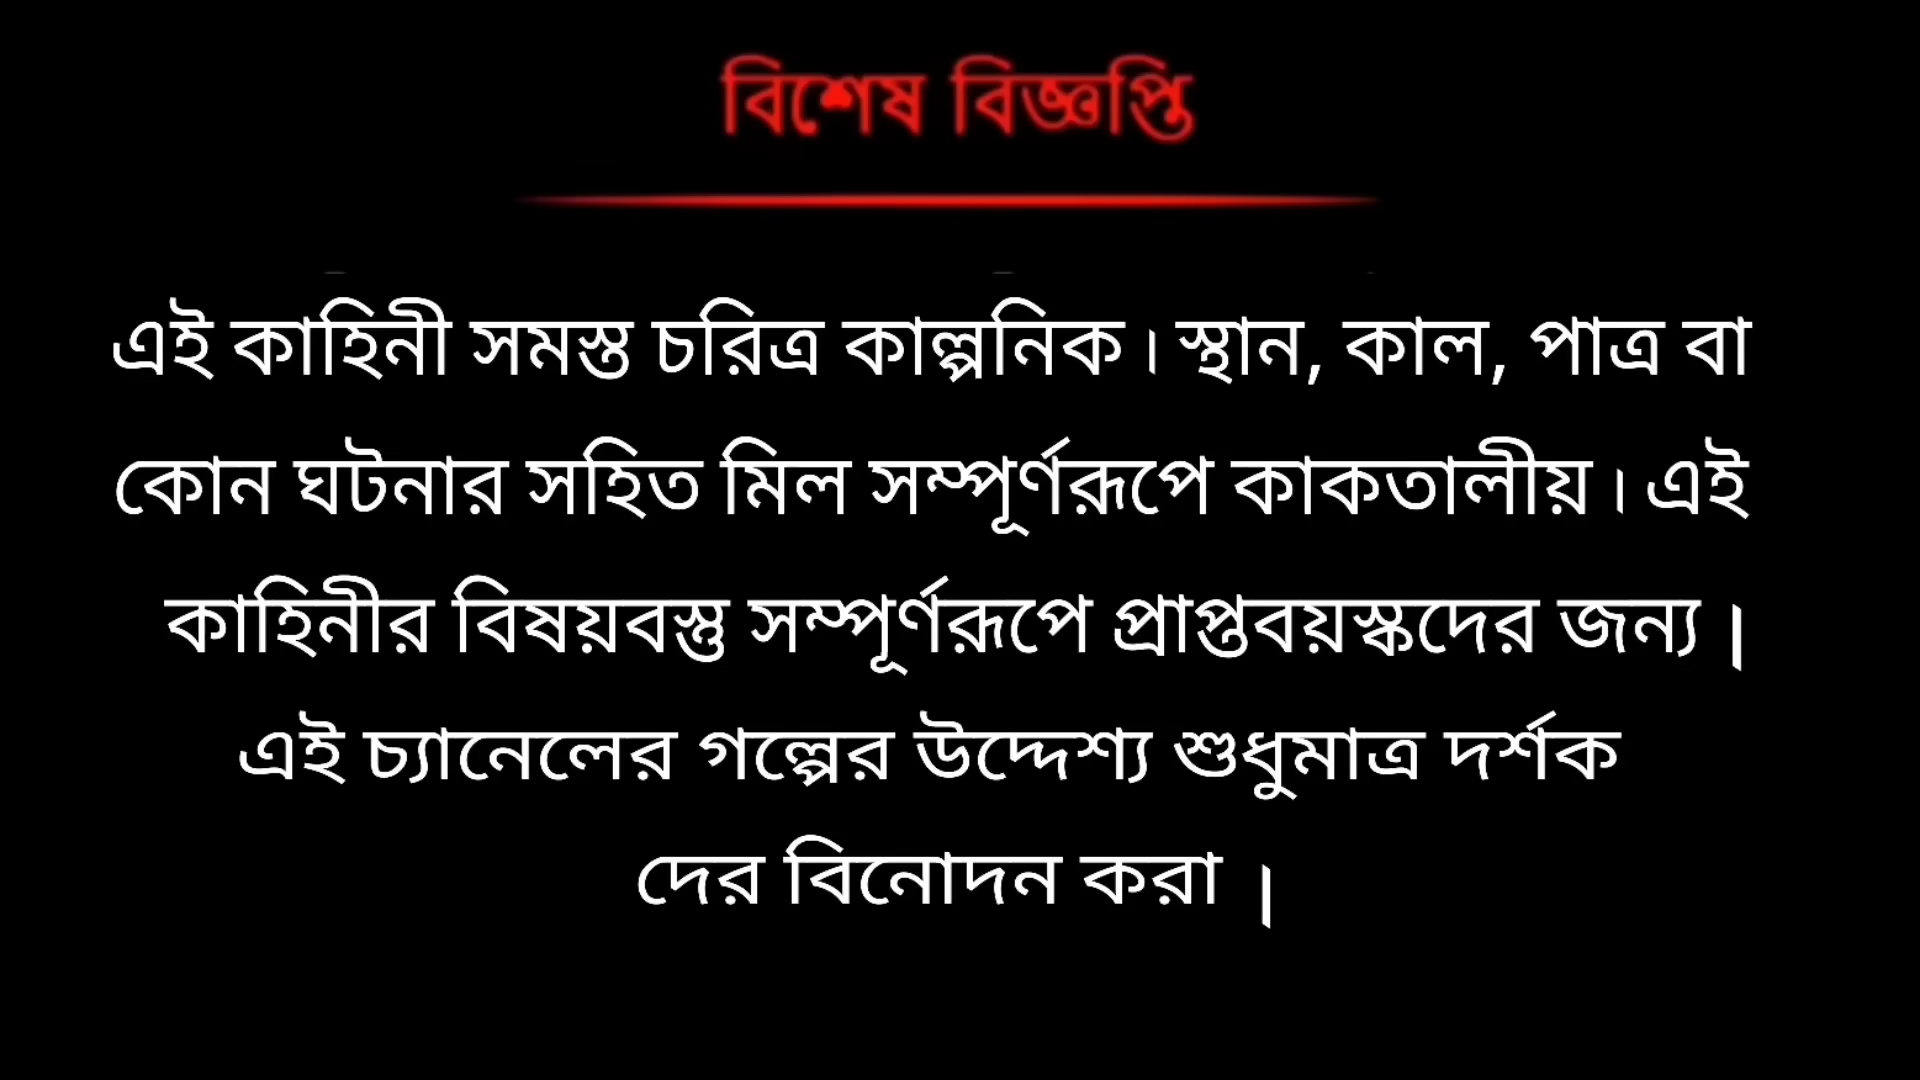 বিশেষ বিজ্ঞপ্তি
এই কাহিনী সমস্ত চরিত্র কাল্পনিক। স্থান, কাল, পাত্র বা
কোন ঘটনার সহিত মিল সম্পূর্ণরূপে কাকতালীয়। এই
কাহিনীর বিষয়বস্তু সম্পূর্ণরূপে প্রাপ্তবয়স্কদের জন্য |
এই চ্যানেলের গল্পের উদ্দেশ্য শুধুমাত্র দর্শক
দের বিনোদন করা |